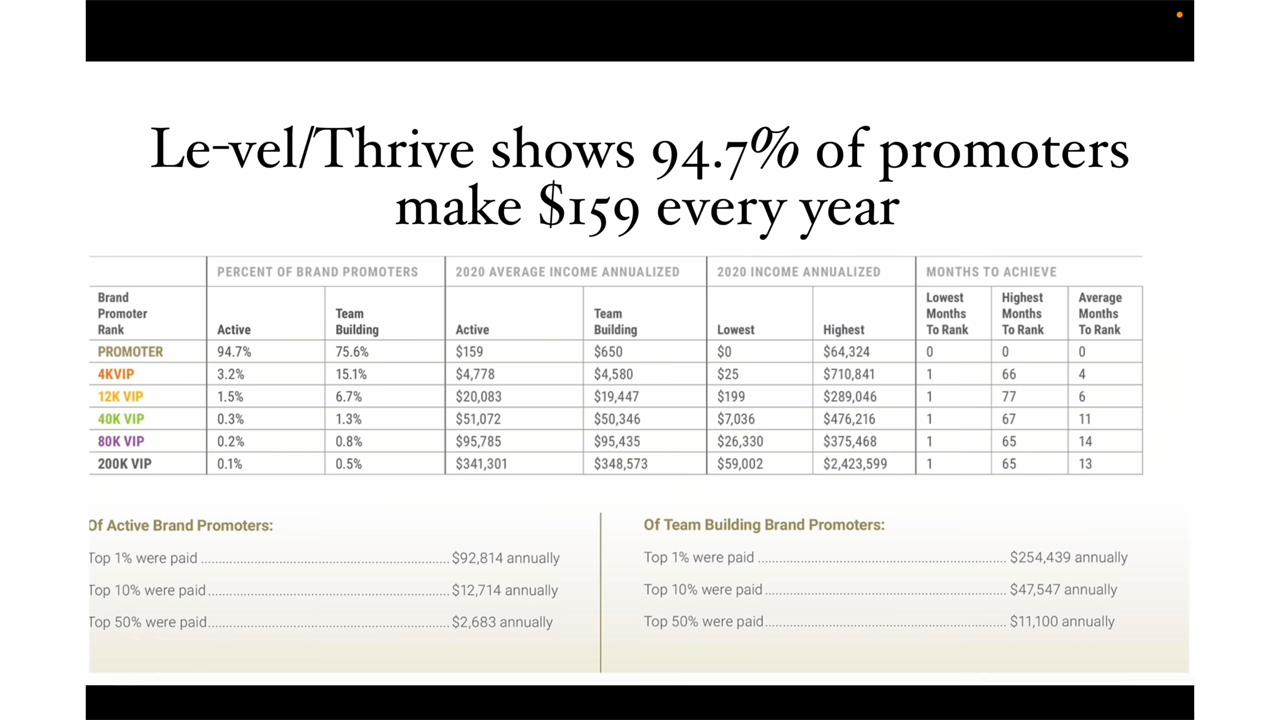 Le-vel/Thrive shows 94.7% of promoters
make $159 every year
PERCENT OF BRAND PROMOTERS 2020 AVERAGE INCOME ANNUALIZED 2020 INCOME ANNUALIZED MONTHS TO ACHIEVE
Brand Promoter Rank Active Team Building Active Team Building Lowest Highest Lowest Months To Rank Highest Months To Rank Average Months To Rank
PROMOTER 94.7% 75.6% $159 $650 $0 $64,324 0 0 0
4KVIP 3.2% 15.1% $4,778 $4,580 $25 $710,841 1 66 4
12K VIP 1.5% 6.7% $20,083 $19,447 $199 $289,046 1 77 6
40K VIP 0.3% 1.3% $51,072 $50,346 $7,036 $476,216 1 67 11
80K VIP 0.2% 0.8% $95,785 $95,435 $26,330 $375,468 1 65 14
200K VIP 0.1% 0.5% $341,301 $348,573 $59,002 $2,423,599 1 65 13
Of Active Brand Promoters:
Top 1% were paid $92,814 annually
Top 10% were paid $12,714 annually
Top 50% were paid $2,683 annually
Of Team Building Brand Promoters:
Top 1% were paid $254,439 annually
Top 10% were paid $47,547 annually
Top 50% were paid $11,100 annually